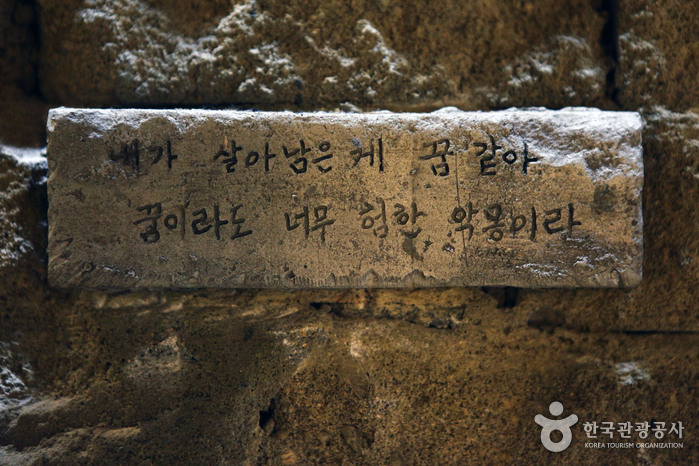 내가 살아남은 게 꿈 같아
꿈이라도 너무 험한 악몽이라
한국관광공사
KOREA TOURISM ORGANIZATION